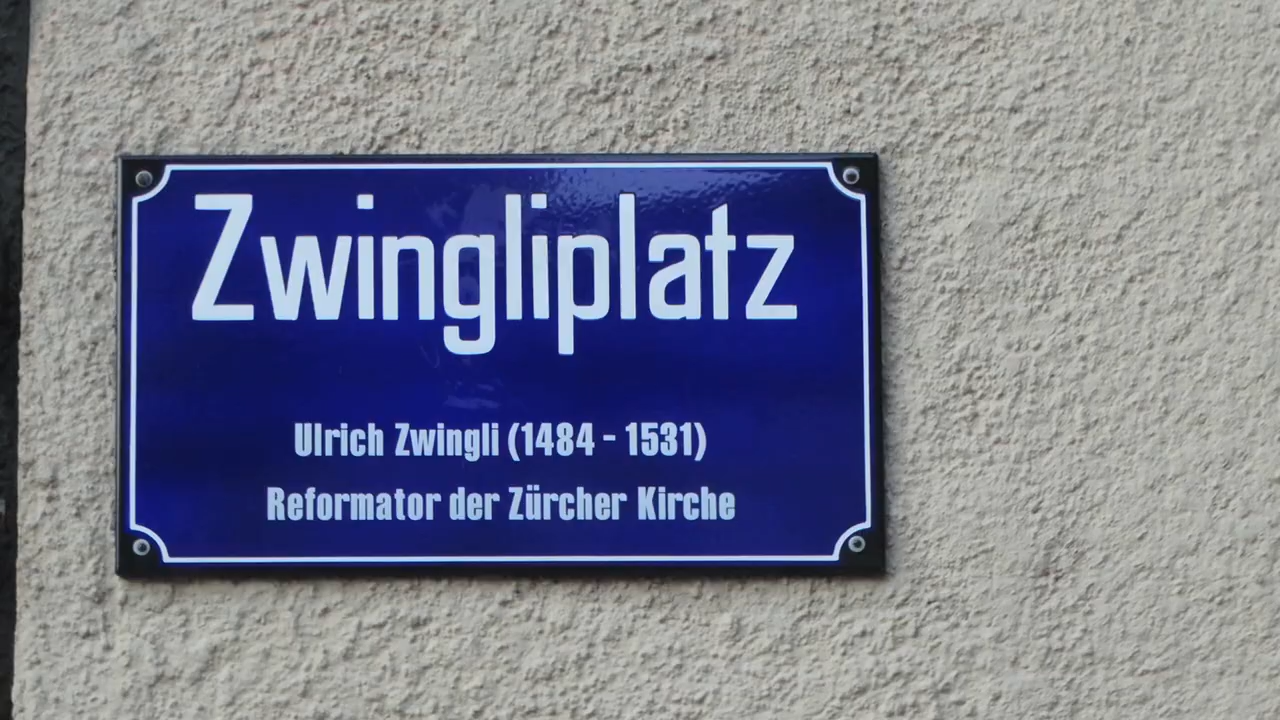 Zwingliplatz
Ulrich Zwingli (1484 - 1531)
Reformator der Zürcher Kirche